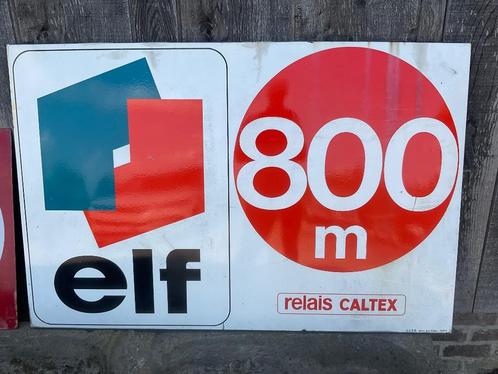 elf
800
m
relais CALTEX